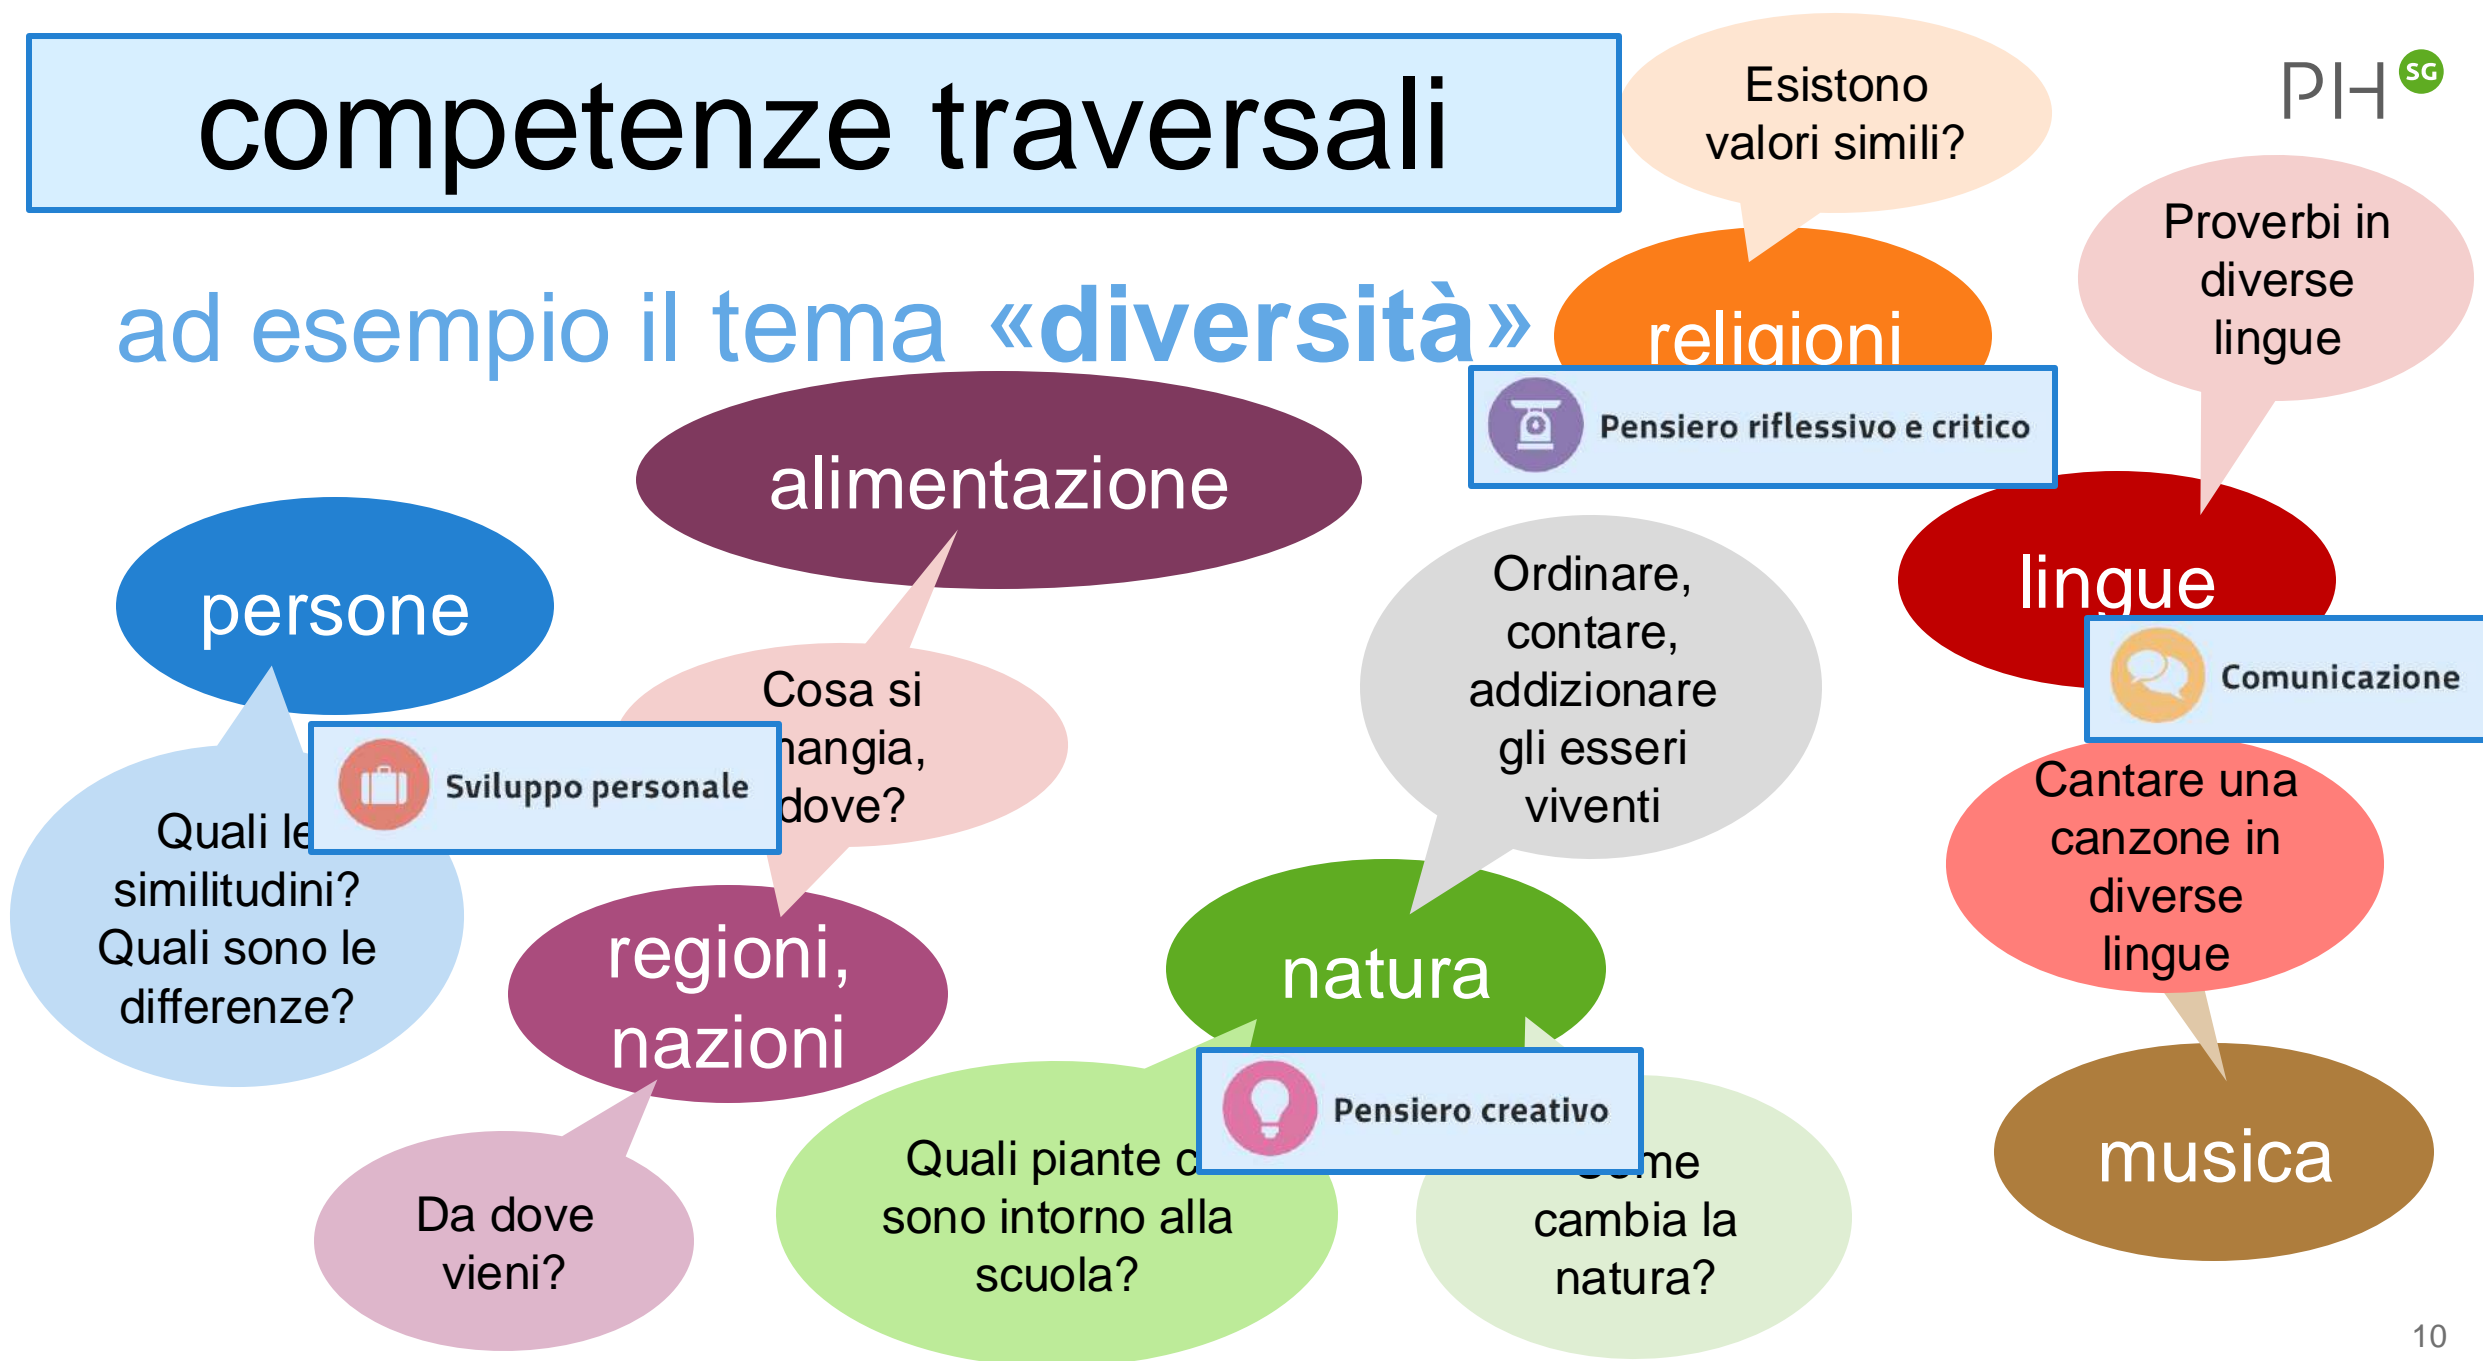 competenze traversali
Esistono
valori simili?
PH SG
ad esempio il tema «diversità»
religioni
Proverbi in
diverse
lingue
Pensiero riflessivo e critico
alimentazione
persone
lingue
Comunicazione
Ordinare,
contare,
addizionare
gli esseri
viventi
Cosa si
dove?
Sviluppo personale
Quali le
similitudini?
Quali sono le
differenze?
regioni,
nazioni
natura
Cantare una
canzone in
diverse
lingue
Pensiero creativo
musica
Da dove
vieni?
Quali piante
sono intorno alla
scuola?
Come
cambia la
natura?
10